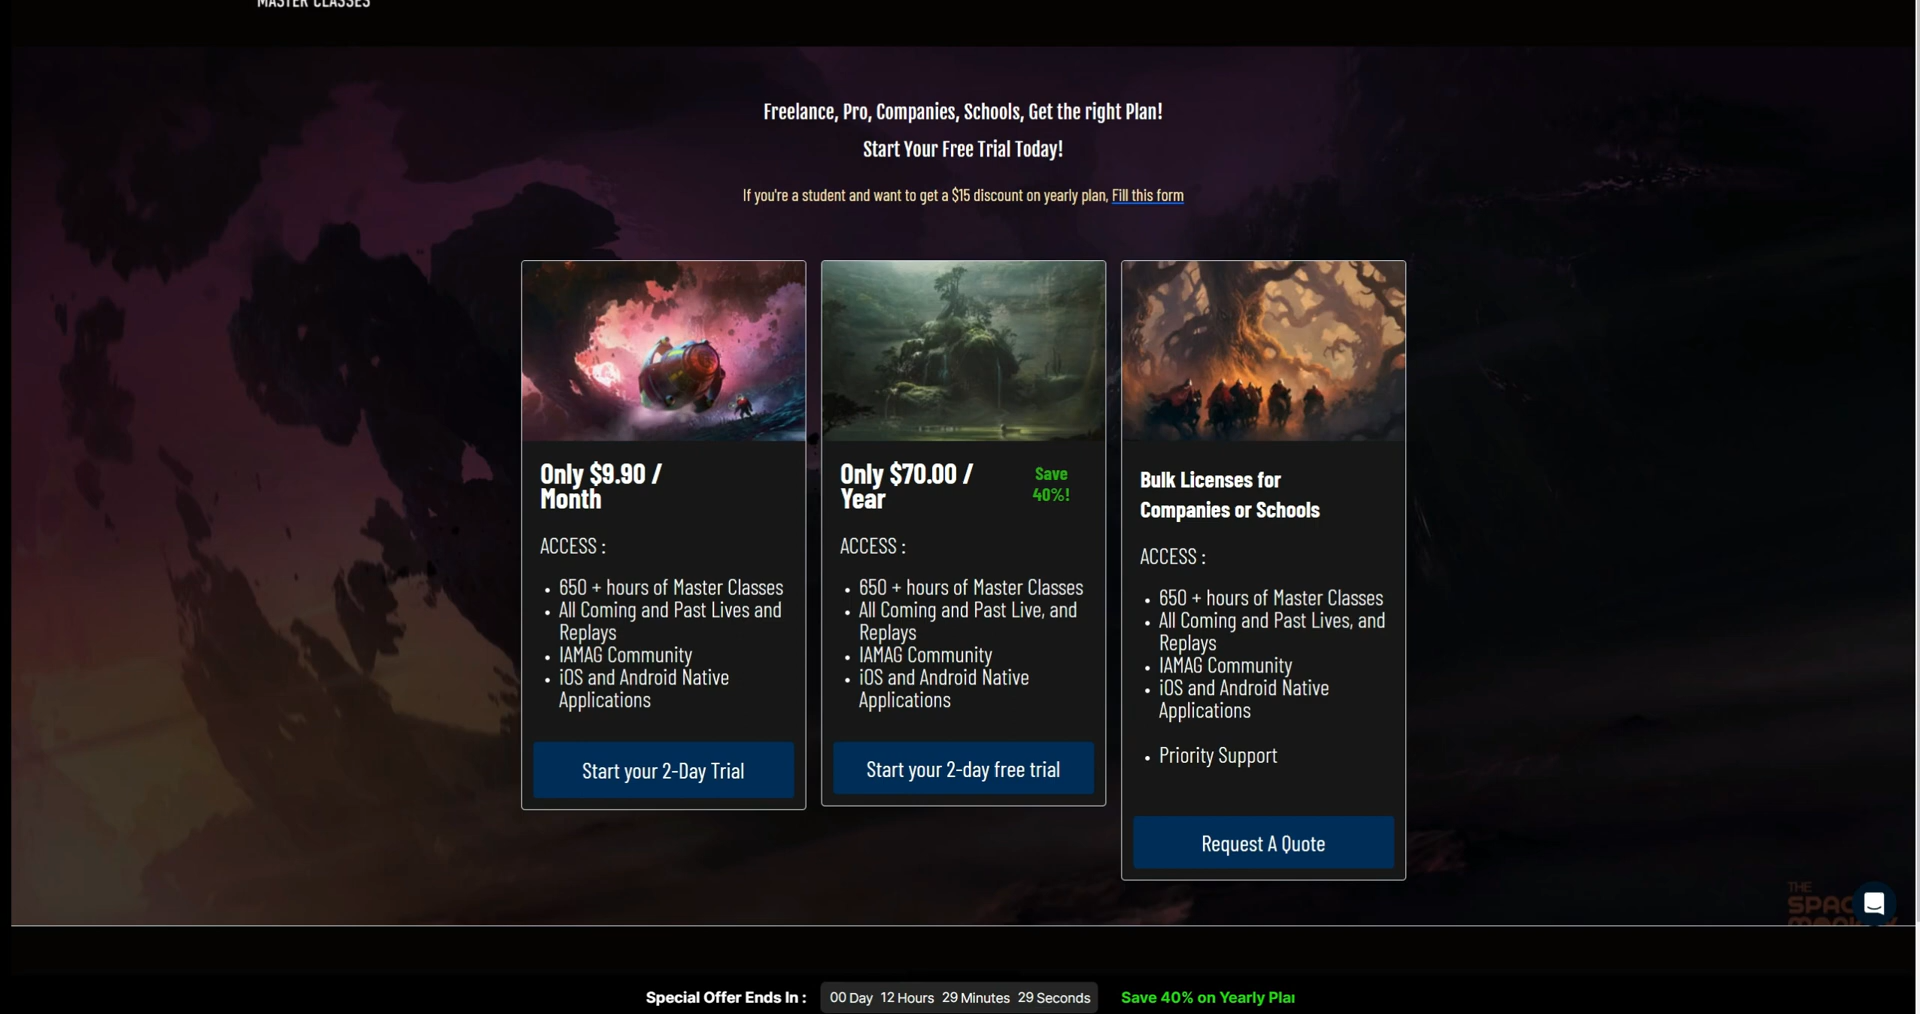 MASTER CLASSES
Freelance, Pro, Companies, Schools, Get the right Plan!
Start Your Free Trial Today!
If you're a student and want to get a $15 discount on yearly plan, Fill this form
Only $9.90 /
Month
ACCESS :
• 650 + hours of Master Classes
• All Coming and Past Lives and
Replays
• IAMAG Community
• iOS and Android Native
Applications
Start your 2-Day Trial
Only $70.00 /
Year
Save
40%!
ACCESS :
• 650 + hours of Master Classes
• All Coming and Past Live, and
Replays
• IAMAG Community
• iOS and Android Native
Applications
Start your 2-day free trial
Bulk Licenses for
Companies or Schools
ACCESS :
• 650 + hours of Master Classes
• All Coming and Past Lives, and
Replays
• IAMAG Community
• iOS and Android Native
Applications
• Priority Support
Request A Quote
THE
Special Offer Ends In : 00 Day 12 Hours 29 Minutes 29 Seconds Save 40% on Yearly